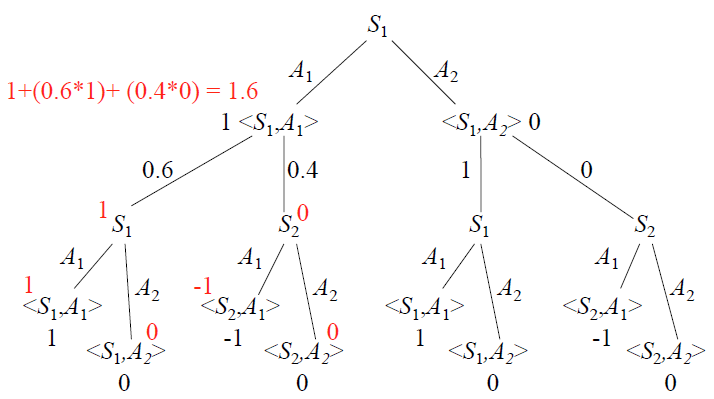 S1
A1 A2
1+(0.6*1)+ (0.4*0) = 1.6
1 <S1,A1> <S1,A2> 0
0.6 0.4 1 0
1 S1 S2 0 S1 S2
A1 A2 A1 A2 A1 A2 A1 A2
1 -1
<S1,A1> <S2,A1> <S1,A1> <S2,A1>
1 0 -1 0 1 -1
<S1,A2> <S2,A2> <S1,A2> <S2,A2>
0 0 0 0